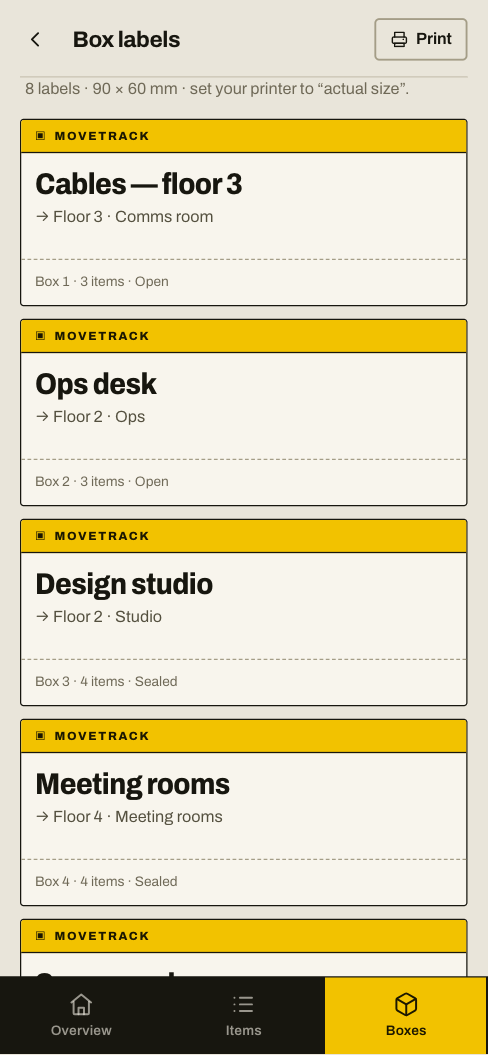 Box labels
Print
8 labels · 90 × 60 mm · set your printer to “actual size”.
MOVETRACK
Cables — floor 3
→ Floor 3 · Comms room
Box 1 · 3 items · Open
MOVETRACK
Ops desk
→ Floor 2 · Ops
Box 2 · 3 items · Open
MOVETRACK
Design studio
→ Floor 2 · Studio
Box 3 · 4 items · Sealed
MOVETRACK
Meeting rooms
→ Floor 4 · Meeting rooms
Box 4 · 4 items · Sealed
MOVETRACK
Overview
Items
Boxes